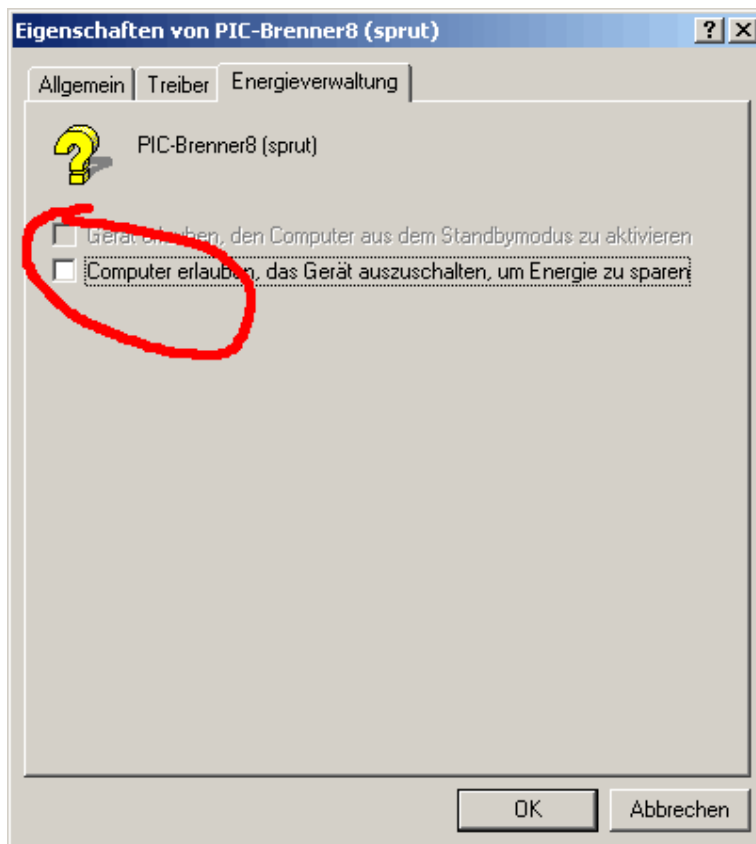 Eigenschaften von PIC-Brenner8 (sprut)
Allgemein Treiber Energieverwaltung
PIC-Brenner8 (sprut)
Gerät erlauben, den Computer aus dem Standbymodus zu aktivieren
Computer erlauben, das Gerät auszuschalten, um Energie zu sparen
OK Abbrechen